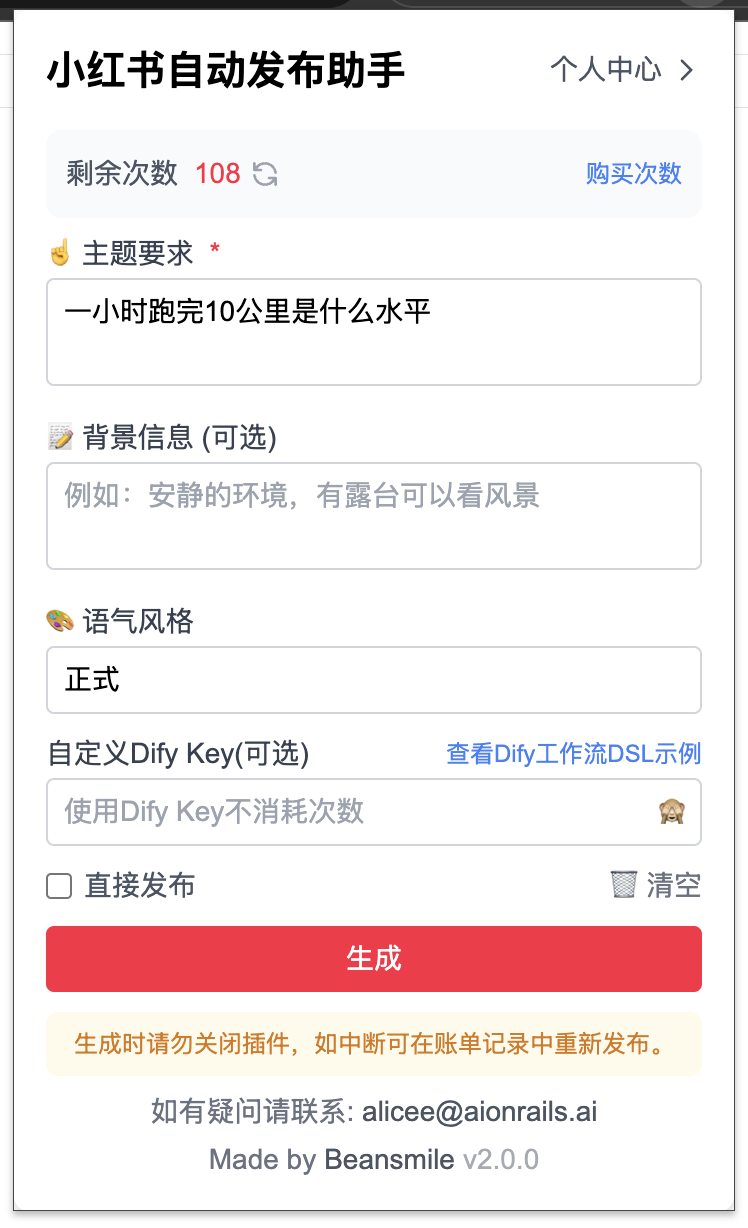 小红书自动发布助手 个人中心 >
剩余次数 108 购买次数
☝️ 主题要求 *
一小时跑完10公里是什么水平
📝 背景信息 (可选)
例如：安静的环境，有露台可以看风景
🎨 语气风格
正式
自定义Dify Key(可选) 查看Dify工作流DSL示例
使用Dify Key不消耗次数 🙈
直接发布 🗑️ 清空
生成
生成时请勿关闭插件，如中断可在账单记录中重新发布。
如有疑问请联系: alicee@aionrails.ai
Made by Beansmile v2.0.0